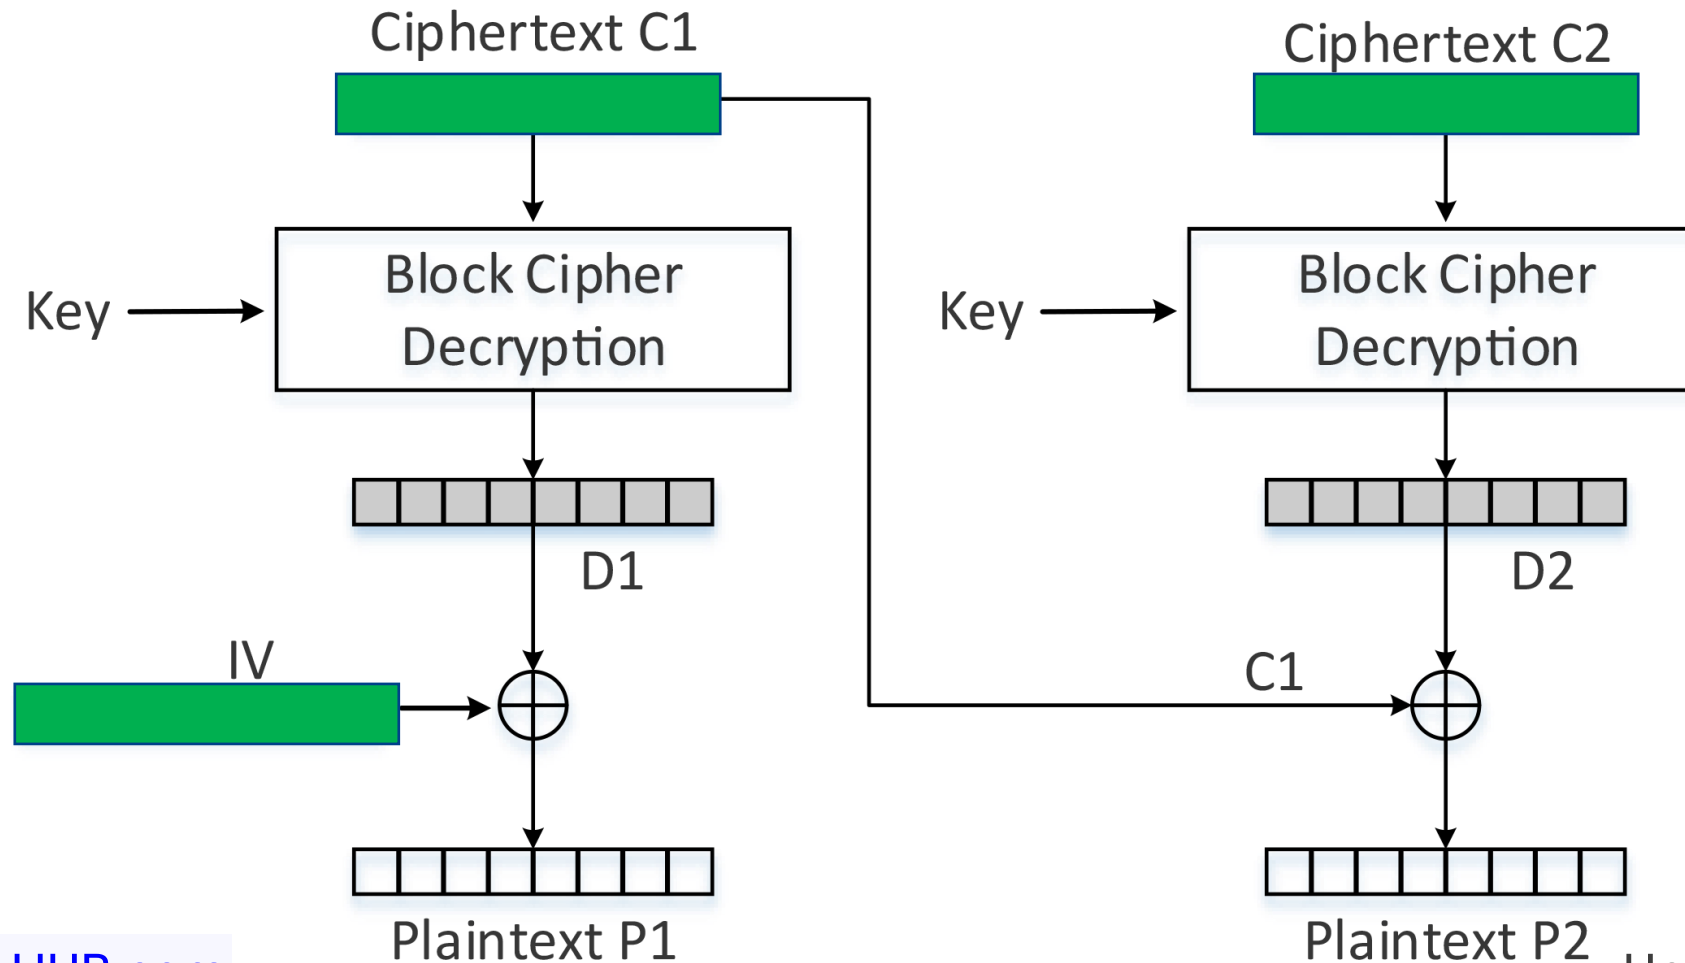 Ciphertext C1
Ciphertext C2
Block Cipher
Decryption
Key
Block Cipher
Decryption
Key
D1
D2
IV
C1
Plaintext P1
Plaintext P2